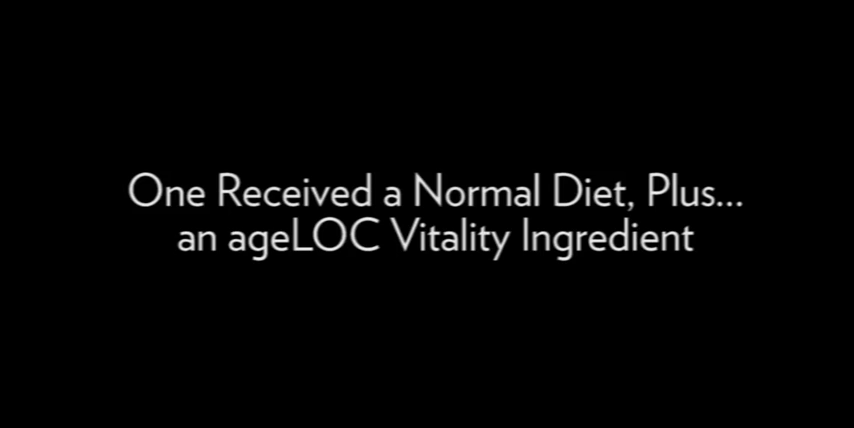 One Received a Normal Diet, Plus...
an ageLOC Vitality Ingredient